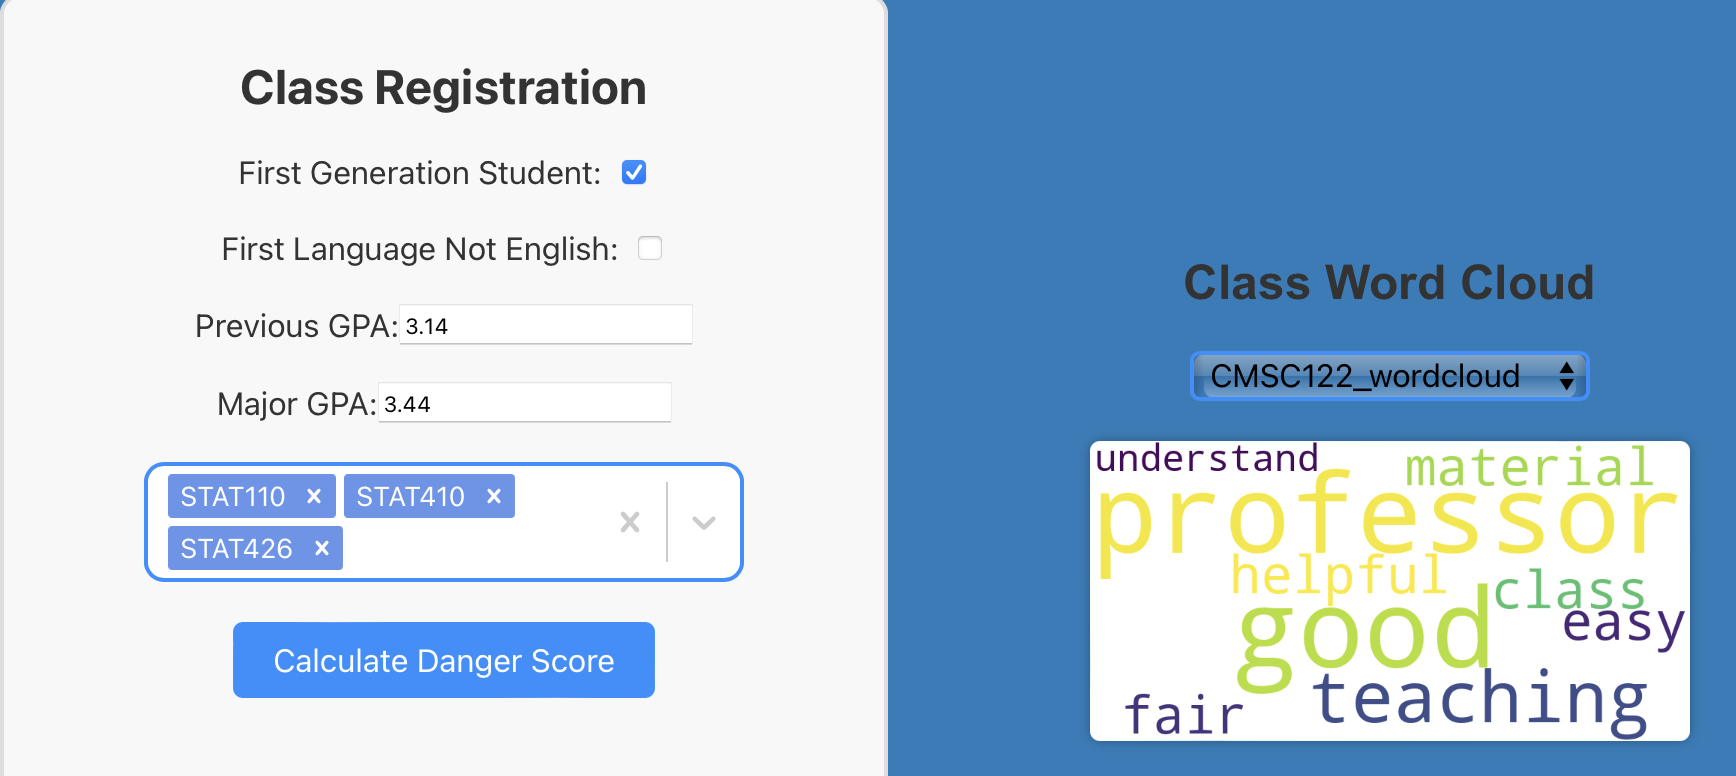 Class Registration
First Generation Student:
First Language Not English:
Previous GPA: 3.14
Major GPA: 3.44
STAT110 × STAT410 ×
STAT426 ×
Calculate Danger Score
Class Word Cloud
CMSC122_wordcloud
understand
material
professor
helpful
class
good
easy
teaching
fair